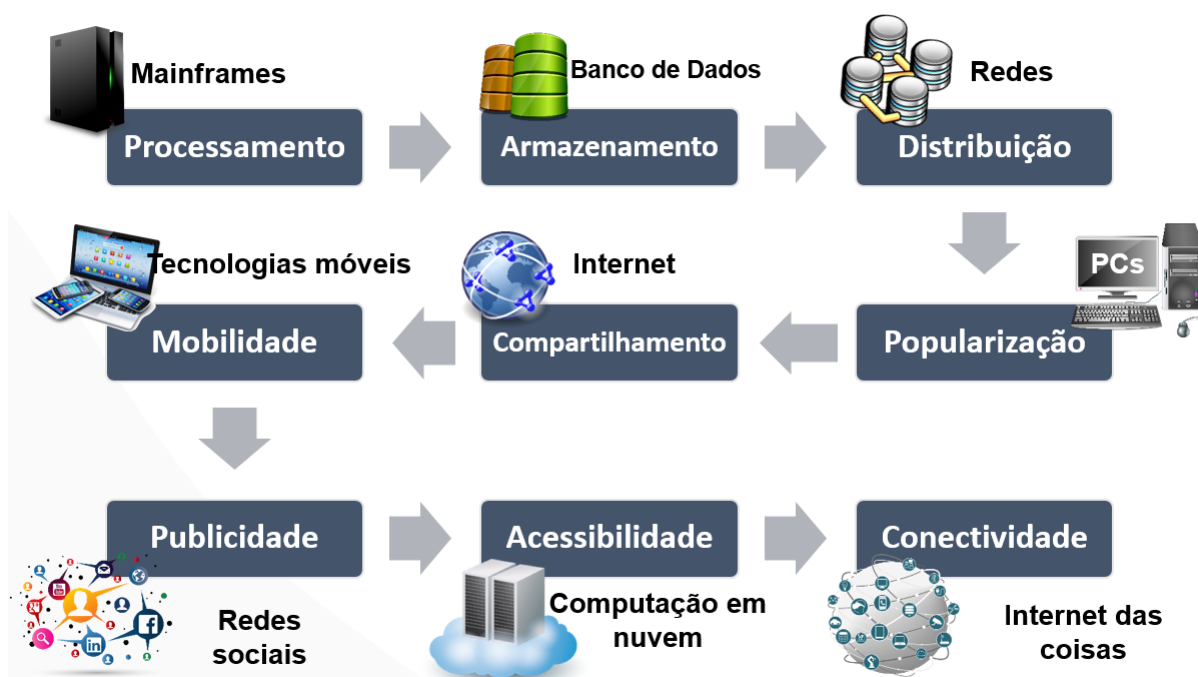 Mainframes
Processamento
Banco de Dados
Armazenamento
Redes
Distribuição
PCs
Popularização
Internet
Compartilhamento
Tecnologias móveis
Mobilidade
Publicidade
Redes
sociais
Acessibilidade
Computação em
nuvem
Conectividade
Internet das
coisas